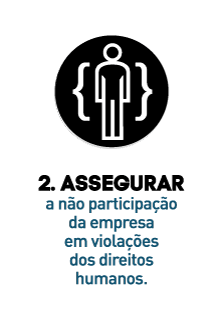 2. ASSEGURAR
a não participação
da empresa
em violações
dos direitos
humanos.